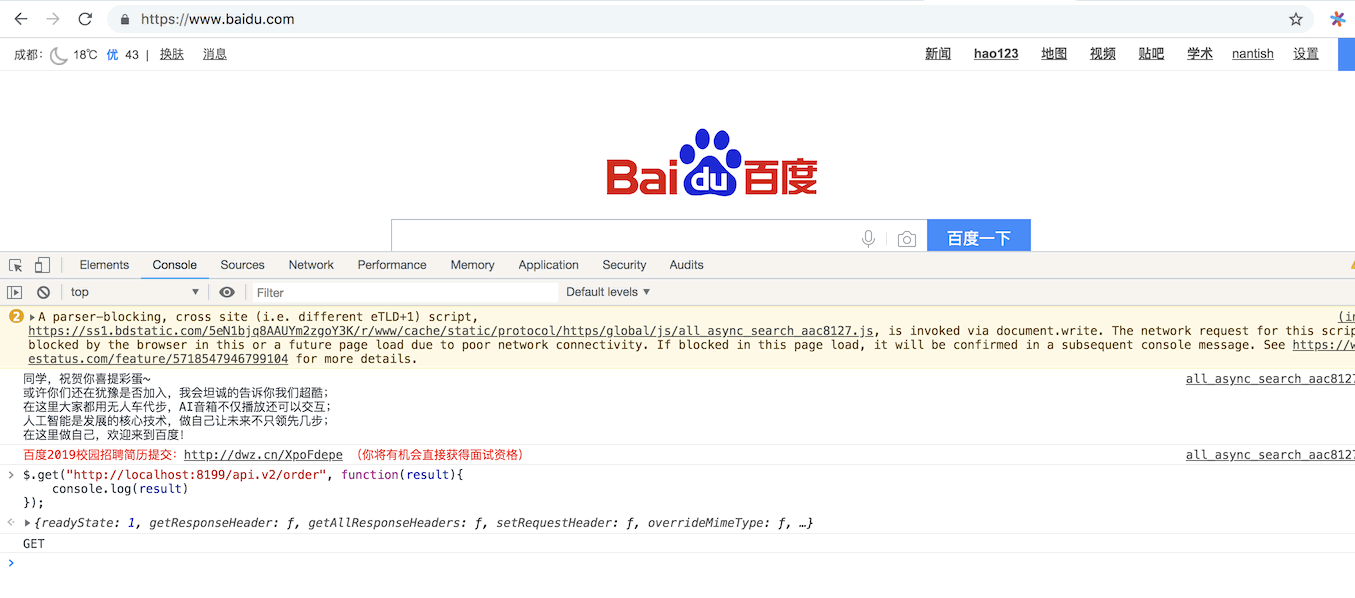 https://www.baidu.com
成都： 18℃ 优 43 | 换肤 消息 新闻 hao123 地图 视频 贴吧 学术 nantish 设置
Bai du 百度
百度一下
Elements Console Sources Network Performance Memory Application Security Audits
top ▼ Filter Default levels ▼
2 ▶A parser-blocking, cross site (i.e. different eTLD+1) script,
https://ss1.bdstatic.com/5eN1bjq8AAUYm2zgoY3K/r/www/cache/static/protocol/https/global/js/all_async_search_aac8127.js, is invoked via document.write. The network request for this
blocked by the browser in this or a future page load due to poor network connectivity. If blocked in this page load, it will be confirmed in a subsequent console message. See
estatus.com/feature/5718547946799104 for more details.
同学，祝贺你喜提彩蛋~ all_async_search_aac8127
或许你们还在犹豫是否加入，我会坦诚的告诉你我们超酷；
在这里大家都用无人车代步，AI音箱不仅播放还可以交互；
人工智能是发展的核心技术，做自己让未来不只领先几步；
在这里做自己，欢迎来到百度！
百度2019校园招聘简历提交：http://dwz.cn/XpoFdepe （你将有机会直接获得面试资格） all_async_search_aac8127
> $.get("http://localhost:8199/api.v2/order", function(result){
console.log(result)
});
▶{readyState: 1, getResponseHeader: ƒ, getAllResponseHeaders: ƒ, setRequestHeader: ƒ, overrideMimeType: ƒ, …}
GET
>